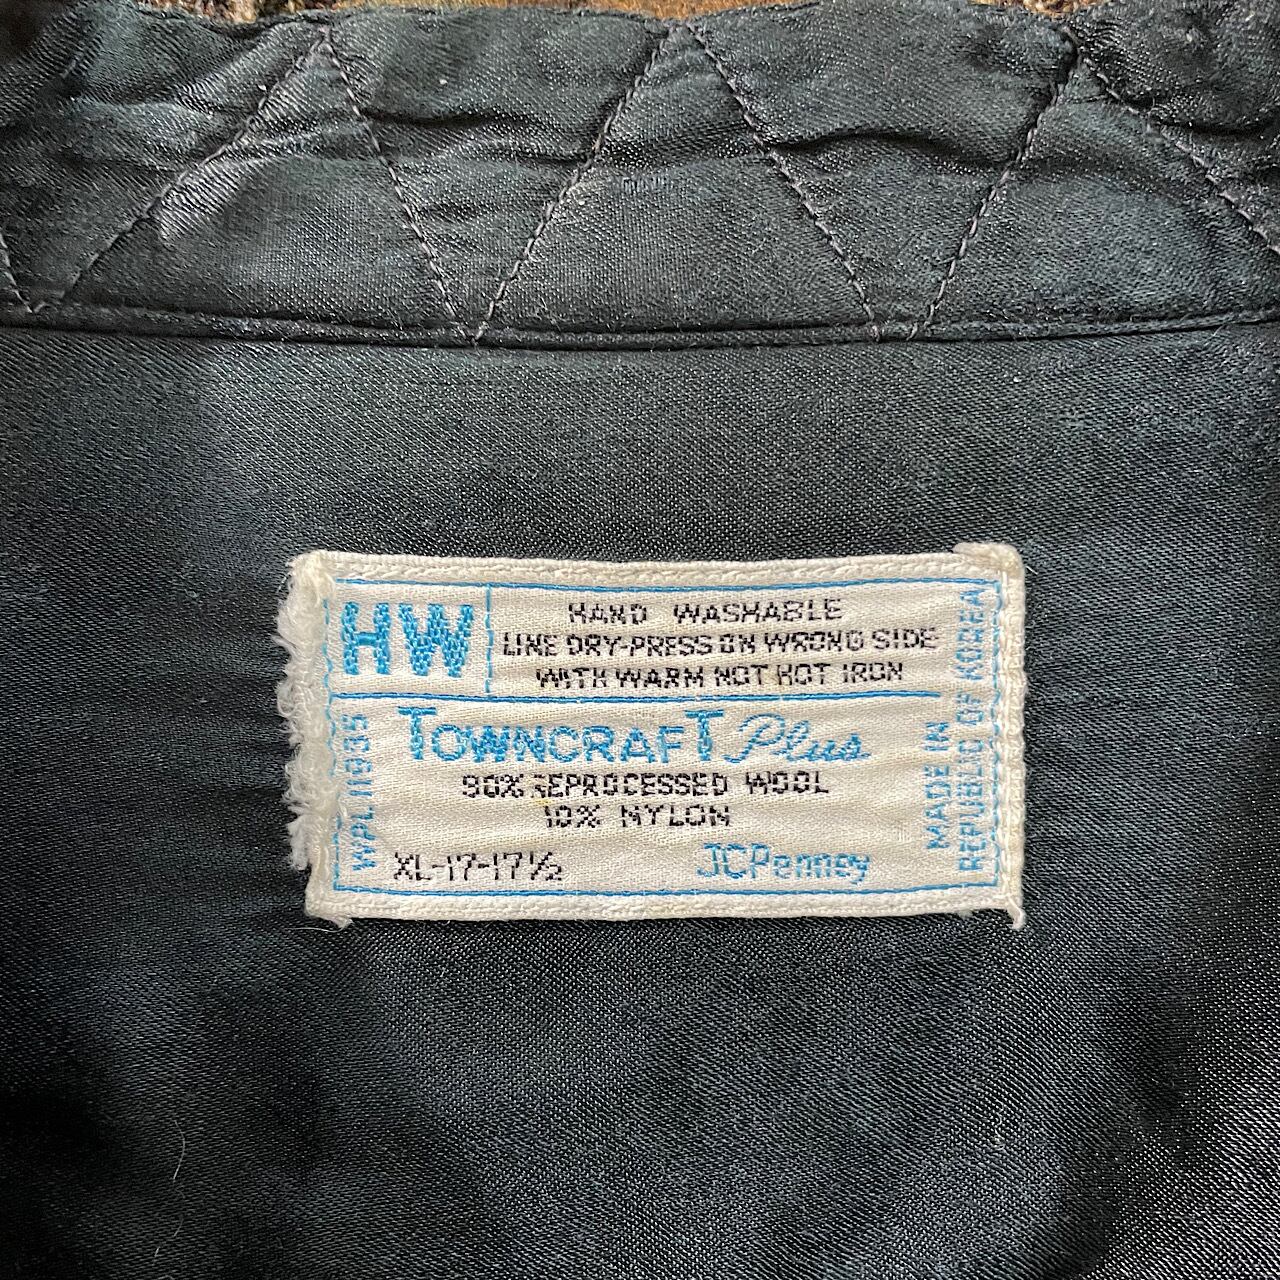 HW
HAND WASHABLE
LINE DRY-PRESS ON WRONG SIDE
WITH WARM NOT HOT IRON
TOWNCRAFT Plus
90% REPROCESSED WOOL
10% NYLON
XL-17-17½
JCPenney
WPL 11935
MADE IN
REPUBLIC OF KOREA